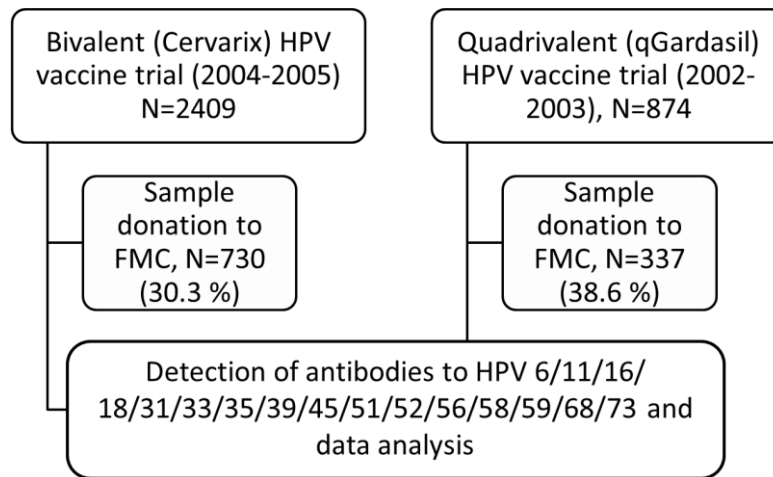 Bivalent (Cervarix) HPV
vaccine trial (2004-2005)
N=2409
Quadrivalent (qGardasil)
HPV vaccine trial (2002-
2003), N=874
Sample
donation to
FMC, N=730
(30.3 %)
Sample
donation to
FMC, N=337
(38.6 %)
Detection of antibodies to HPV 6/11/16/
18/31/33/35/39/45/51/52/56/58/59/68/73 and
data analysis